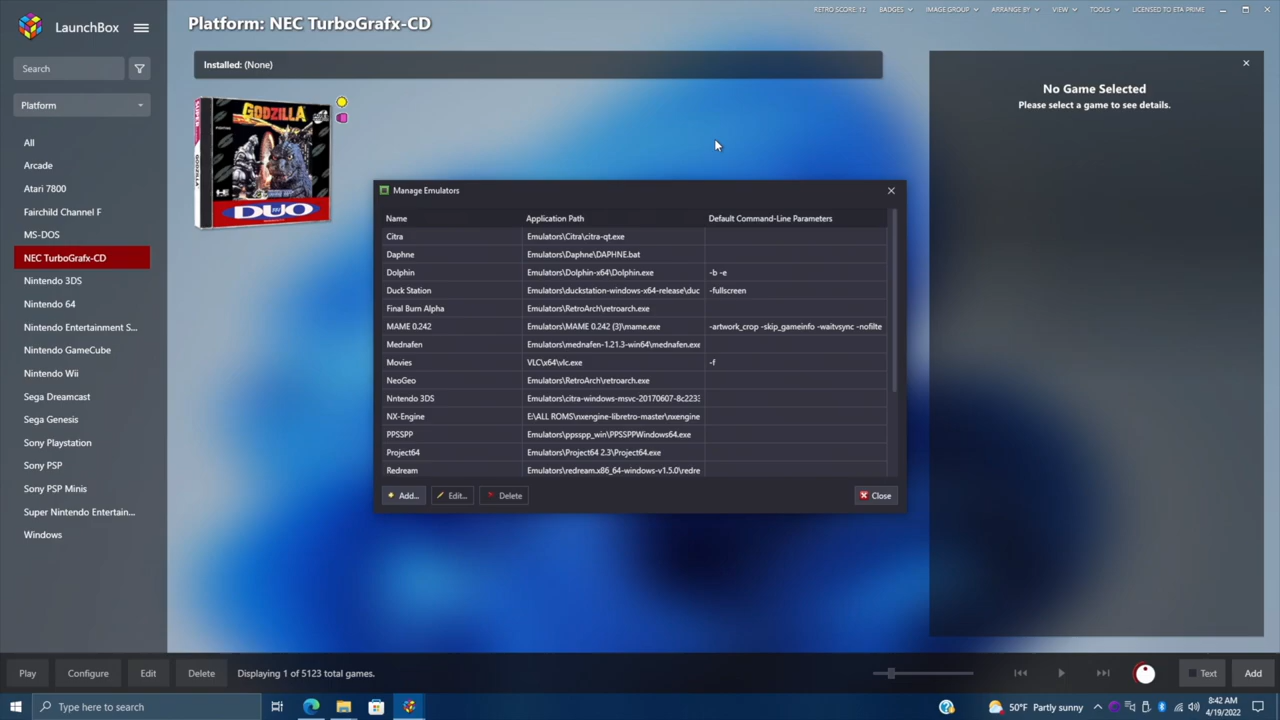 LaunchBox
Platform: NEC TurboGrafx-CD
RETRO SCORE: 12
BADGES
IMAGE GROUP
ARRANGE BY
VIEW
TOOLS
LICENSED TO ETA PRIME
Search
Installed: (None)
Platform
All
Arcade
Atari 7800
Fairchild Channel F
MS-DOS
NEC TurboGrafx-CD
Nintendo 3DS
Nintendo 64
Nintendo Entertainment S...
Nintendo GameCube
Nintendo Wii
Sega Dreamcast
Sega Genesis
Sony Playstation
Sony PSP
Sony PSP Minis
Super Nintendo Entertain...
Windows
GODZILLA
DUO
No Game Selected
Please select a game to see details.
Manage Emulators
Name Application Path Default Command-Line Parameters
Citra Emulators\Citra\citra-qt.exe
Daphne Emulators\Daphne\DAPHNE.bat
Dolphin Emulators\Dolphin-x64\Dolphin.exe -b -e
Duck Station Emulators\duckstation-windows-x64-release\duc -fullscreen
Final Burn Alpha Emulators\RetroArch\retroarch.exe
MAME 0.242 Emulators\MAME 0.242 (3)\mame.exe -artwork_crop -skip_gameinfo -waitvsync -nofilte
Mednafen Emulators\mednafen-1.21.3-win64\mednafen.exe
Movies VLC\x64\vlc.exe -f
NeoGeo Emulators\RetroArch\retroarch.exe
Nntendo 3DS Emulators\citra-windows-msvc-20170607-8c2233
NX-Engine E:\ALL ROMS\nxengine-libretro-master\nxengine
PPSSPP Emulators\ppsspp_win\PPSSPPWindows64.exe
Project64 Emulators\Project64 2.3\Project64.exe
Redream Emulators\redream.x86_64-windows-v1.5.0\redre
Add... Edit... Delete Close
Play
Configure
Edit
Delete
Displaying 1 of 5123 total games.
Text
Add
Type here to search
50°F Partly sunny
8:42 AM
4/19/2022